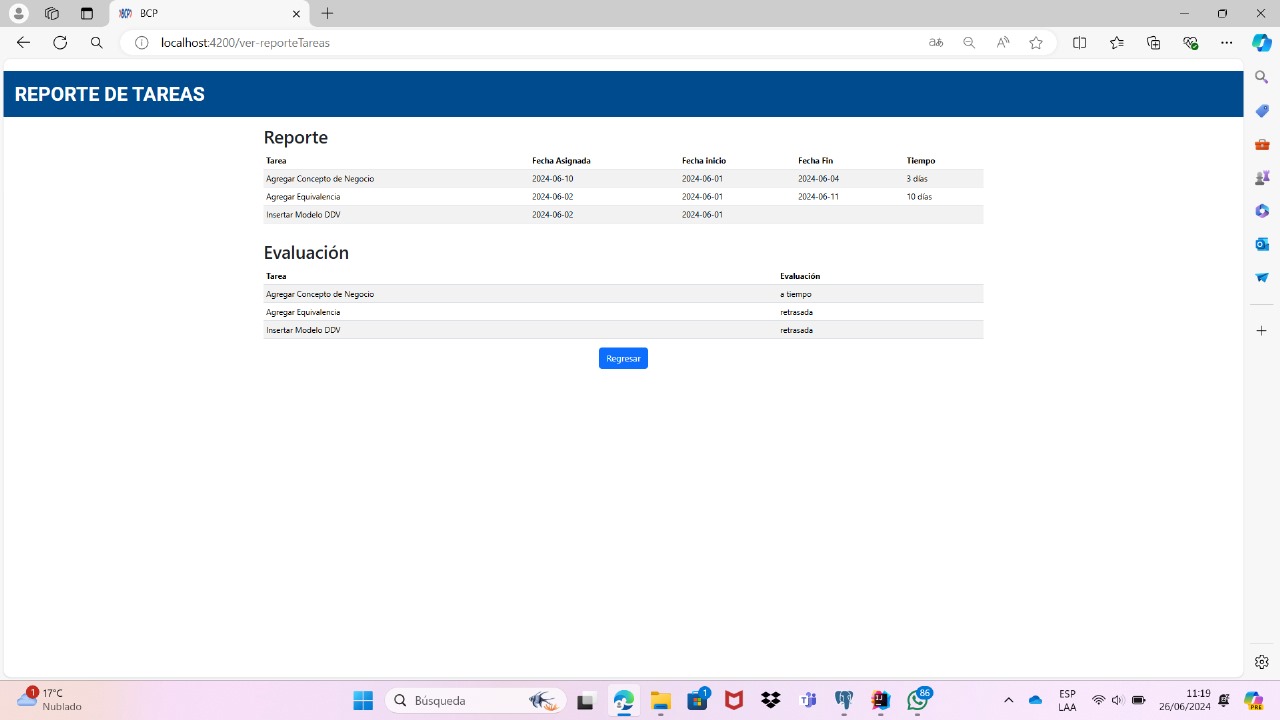 BCP BCP
localhost:4200/ver-reporteTareas
REPORTE DE TAREAS
Reporte
Tarea Fecha Asignada Fecha inicio Fecha Fin Tiempo
Agregar Concepto de Negocio 2024-06-10 2024-06-01 2024-06-04 3 días
Agregar Equivalencia 2024-06-02 2024-06-01 2024-06-11 10 días
Insertar Modelo DDV 2024-06-02 2024-06-01
Evaluación
Tarea Evaluación
Agregar Concepto de Negocio a tiempo
Agregar Equivalencia retrasada
Insertar Modelo DDV retrasada
Regresar
1 17°C
Nublado
Búsqueda
1
86
ESP
LAA
11:19
26/06/2024
PRE